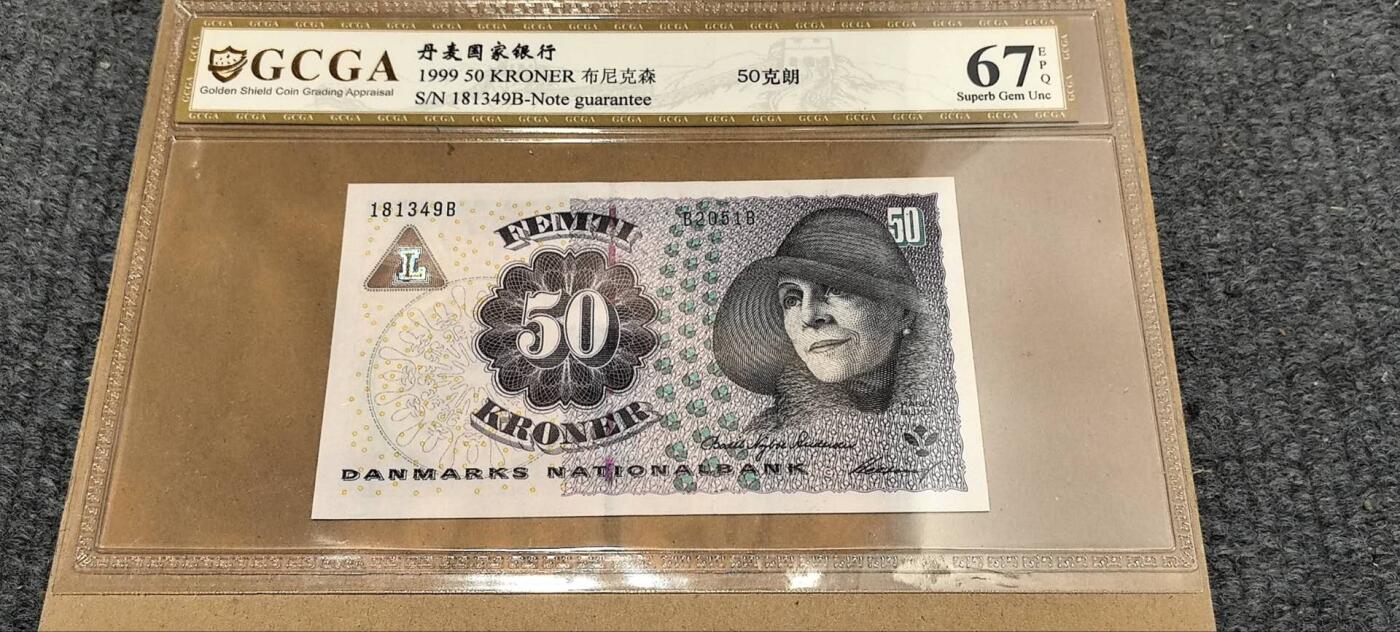 GCGA
Golden Shield Coin Grading Appraisal
丹麦国家银行
1999 50 KRONER 布尼克森
S/N 181349B-Note guarantee
50克朗
67
EPQ
Superb Gem Unc
181349B
FEMTI
B2051B
50
L
50
KRONER
DANMARKS NATIONALBANK